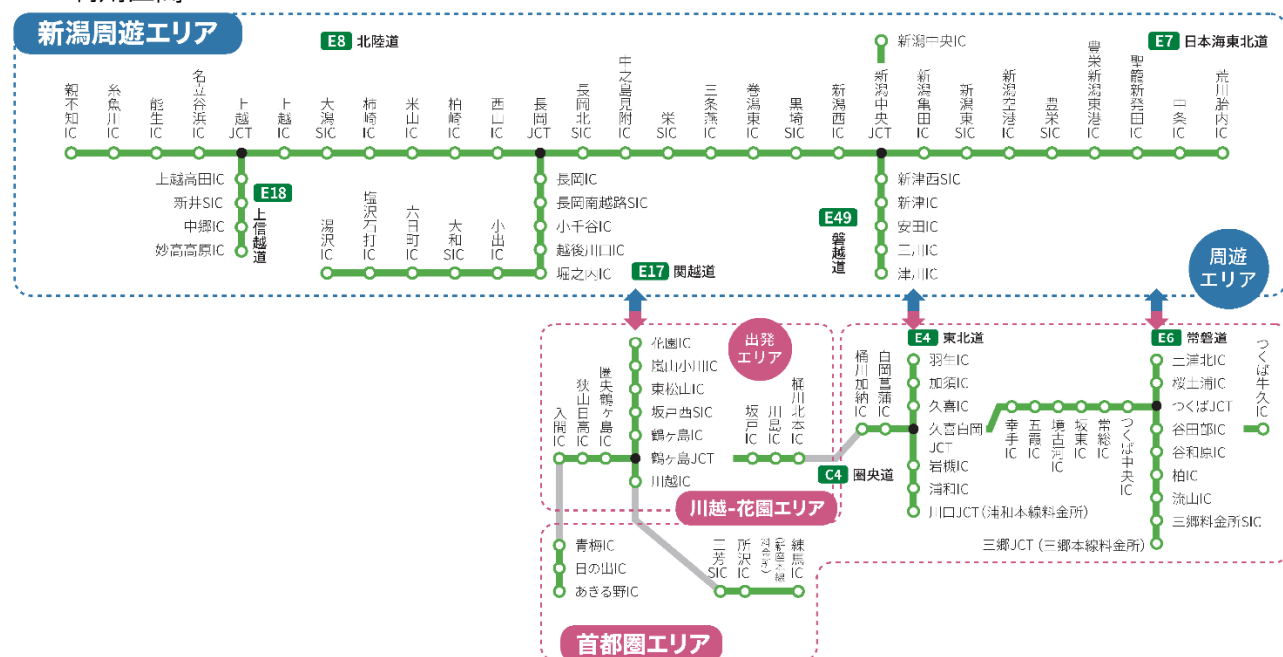 新潟周遊エリア
E8 北陸道
新潟中央IC
E7 日本海東北道
親不知IC
糸魚川IC
能生IC
名立谷浜IC
上越JCT
上越IC
大潟SIC
柿崎IC
米山IC
柏崎IC
西山IC
長岡JCT
長岡北SIC
中之島見附IC
栄SIC
三条燕IC
巻潟東IC
黒埼SIC
新潟西IC
新潟中央JCT
新潟亀田IC
新潟東SIC
新潟空港IC
豊栄SIC
豊栄新潟東港IC
聖籠新発田IC
中条IC
荒川胎内IC
上越高田IC
新井SIC
中郷IC
妙高高原IC
E18
上信越道
湯沢IC
塩沢石打IC
六日町IC
大和SIC
小出IC
長岡IC
長岡南越路SIC
小千谷IC
越後川口IC
堀之内IC
E17 関越道
E49
磐越道
新津西SIC
新津IC
安田IC
三川IC
津川IC
周遊エリア
出発エリア
花園IC
嵐山小川IC
東松山IC
坂戸西SIC
鶴ヶ島IC
鶴ヶ島JCT
川越IC
入間IC
狭山日高IC
圏央鶴ヶ島IC
坂戸IC
川島IC
桶川北本IC
川越-花園エリア
C4 圏央道
桶川加納IC
白岡菖蒲IC
E4 東北道
羽生IC
加須IC
久喜IC
久喜白岡JCT
岩槻IC
浦和IC
川口JCT(浦和本線料金所)
幸手IC
五霞IC
境古河IC
坂東IC
常総IC
つくば中央IC
E6 常磐道
土浦北IC
桜土浦IC
つくばJCT
谷田部IC
谷和原IC
柏IC
流山IC
三郷料金所SIC
三郷JCT(三郷本線料金所)
つくば牛久IC
青梅IC
日の出IC
あきる野IC
三芳SIC
所沢IC
練馬IC
首都圏エリア